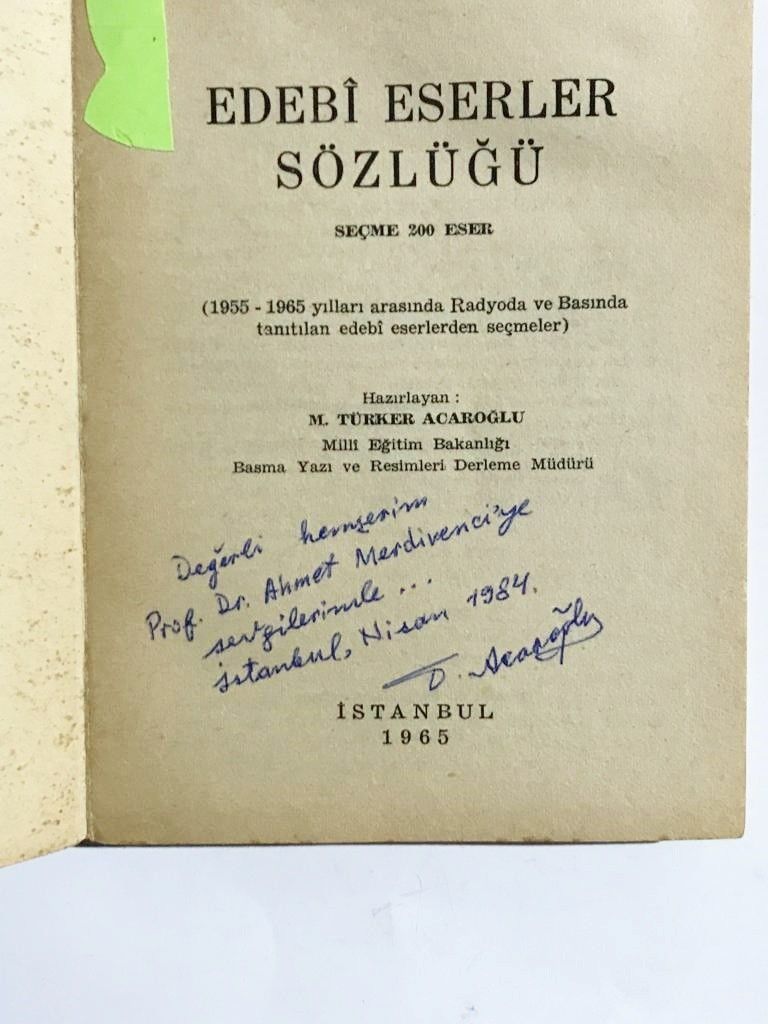 EDEBÎ ESERLER
SÖZLÜĞÜ
SEÇME 200 ESER
(1955 - 1965 yılları arasında Radyoda ve Basında
tanıtılan edebî eserlerden seçmeler)
Hazırlayan :
M. TÜRKER ACAROĞLU
Millî Eğitim Bakanlığı
Basma Yazı ve Resimleri Derleme Müdürü
Değerli hemşerim
Prof. Dr. Ahmet Merdivenci'ye
sevgilerimle ...
İstanbul, Nisan 1984.
T. Acaroğlu
İSTANBUL
1965